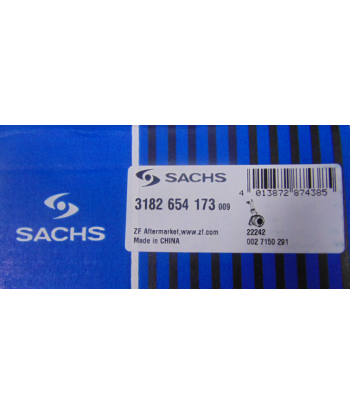 SACHS
SACHS
3182 654 173 009
4 013872 874385
ZF Aftermarket,www.zf.com
Made in CHINA
22242
002 7150 291